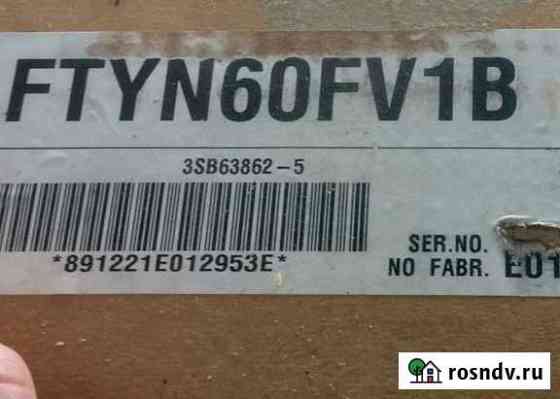 FTYN60FV1B
3SB63862-5
*891221E012953E*
SER.NO.
NO FABR. E01
rosndv.ru